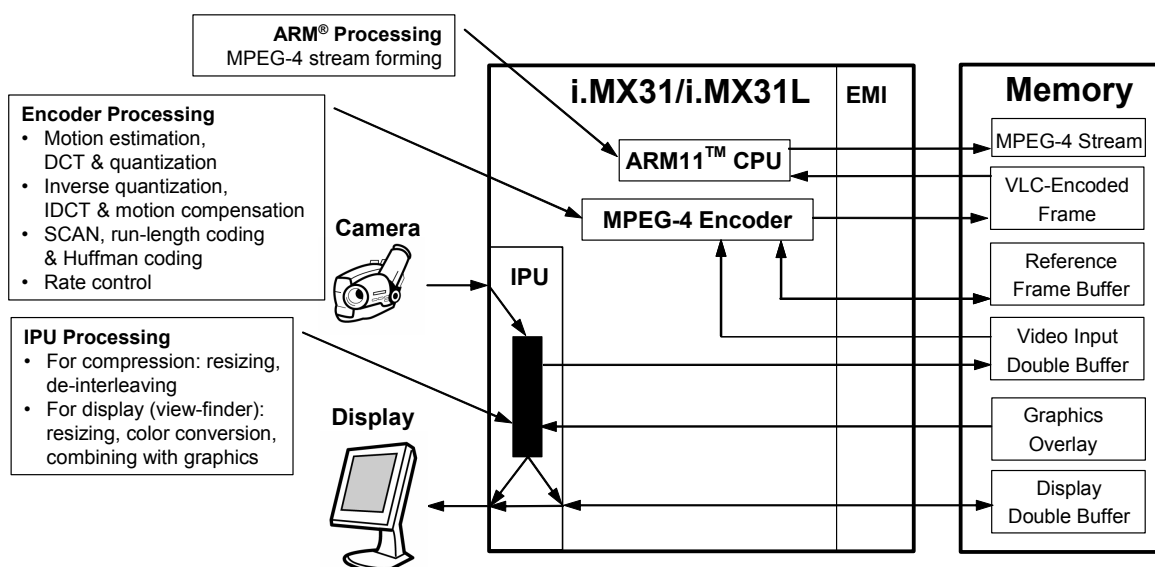 ARM® Processing
MPEG-4 stream forming
Encoder Processing
• Motion estimation,
DCT & quantization
• Inverse quantization,
IDCT & motion compensation
• SCAN, run-length coding
& Huffman coding
• Rate control
IPU Processing
• For compression: resizing,
de-interleaving
• For display (view-finder):
resizing, color conversion,
combining with graphics
Camera
Display
i.MX31/i.MX31L
EMI
ARM11™ CPU
MPEG-4 Encoder
IPU
Memory
MPEG-4 Stream
VLC-Encoded
Frame
Reference
Frame Buffer
Video Input
Double Buffer
Graphics
Overlay
Display
Double Buffer